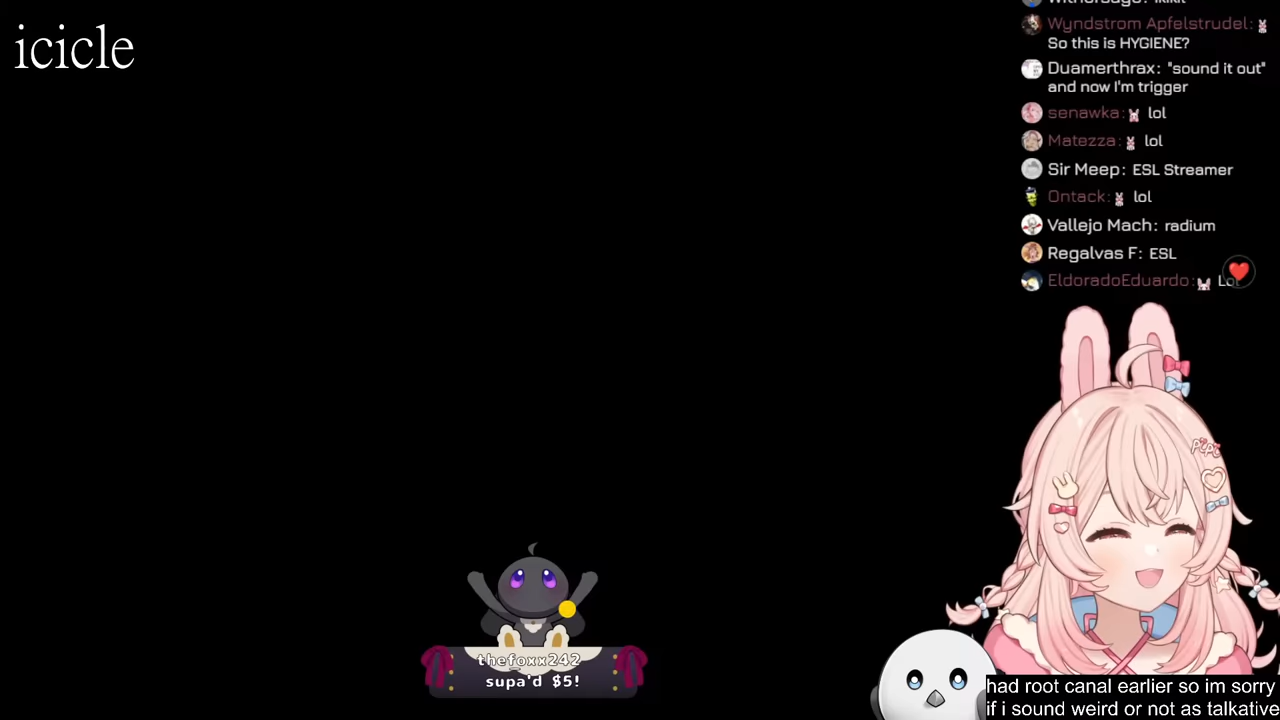 icicle
Wyndstrom Apfelstrudel:
So this is HYGIENE?
Duamerthrax: "sound it out"
and now I'm trigger
senawka: lol
Matezza: lol
Sir Meep: ESL Streamer
Ontack: lol
Vallejo Mach: radium
Regalvas F: ESL
EldoradoEduardo: Lol
thefoxx242
supa'd $5!
had root canal earlier so im sorry
if i sound weird or not as talkative